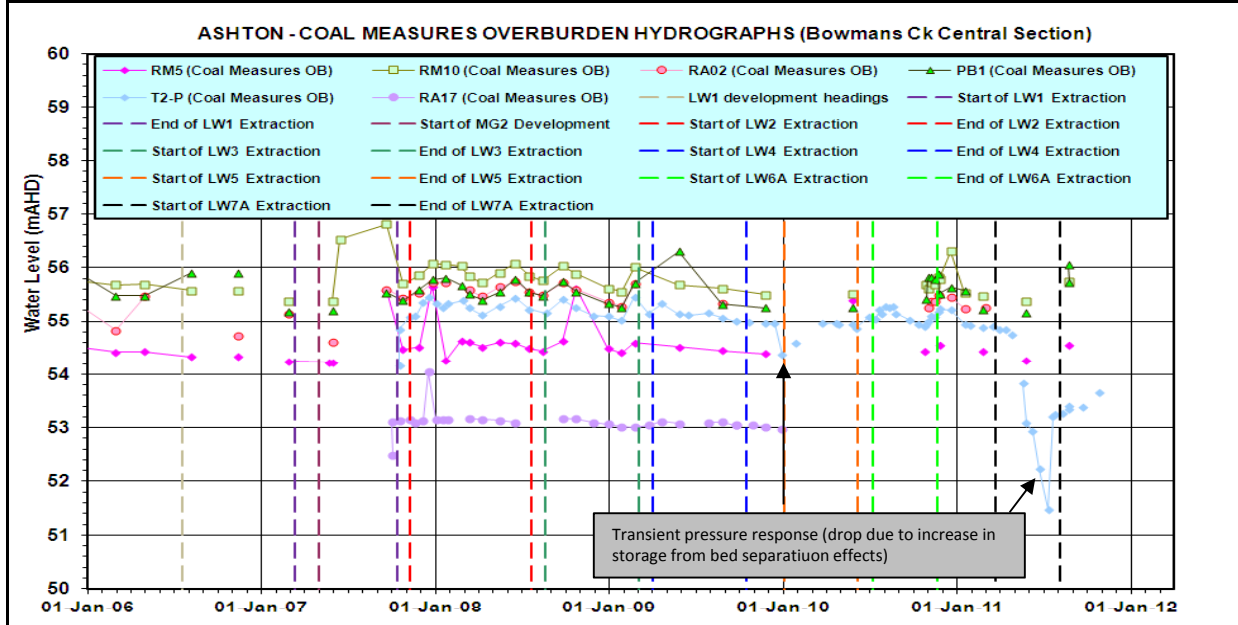 ASHTON - COAL MEASURES OVERBURDEN HYDROGRAPHS (Bowmans Ck Central Section)
60
59
58
57
56
55
54
53
52
51
50
Water Level (mAHD)
RM5 (Coal Measures OB) RM10 (Coal Measures OB) RA02 (Coal Measures OB) PB1 (Coal Measures OB)
T2-P (Coal Measures OB) RA17 (Coal Measures OB) LW1 development headings Start of LW1 Extraction
End of LW1 Extraction Start of MG2 Development Start of LW2 Extraction End of LW2 Extraction
Start of LW3 Extraction End of LW3 Extraction Start of LW4 Extraction End of LW4 Extraction
Start of LW5 Extraction End of LW5 Extraction Start of LW6A Extraction End of LW6A Extraction
Start of LW7A Extraction End of LW7A Extraction
Transient pressure response (drop due to increase in
storage from bed separatiuon effects)
01-Jan-06 01-Jan-07 01-Jan-08 01-Jan-09 01-Jan-10 01-Jan-11 01-Jan-12